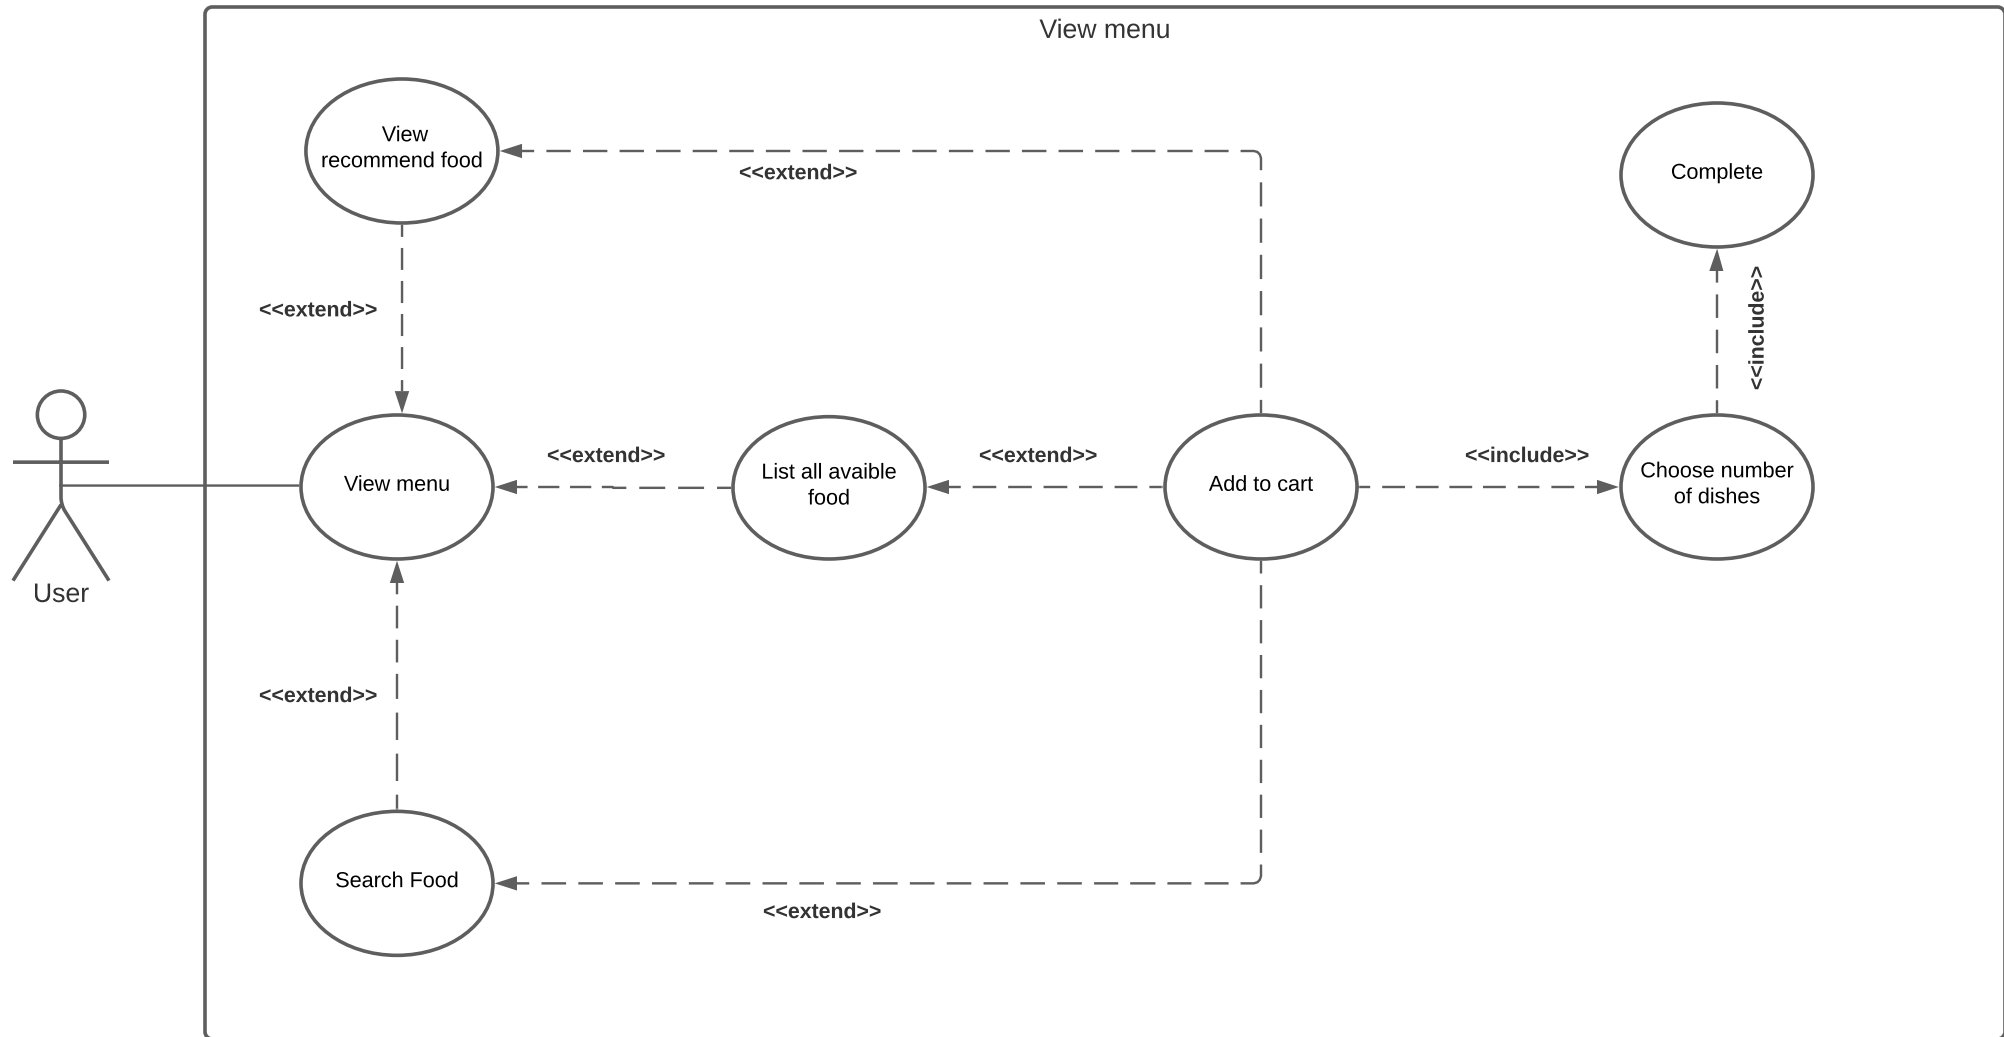 View menu
View
recommend food
<<extend>>
Complete
<<extend>>
<<include>>
View menu
<<extend>>
List all avaible
food
<<extend>>
Add to cart
<<include>>
Choose number
of dishes
User
<<extend>>
Search Food
<<extend>>